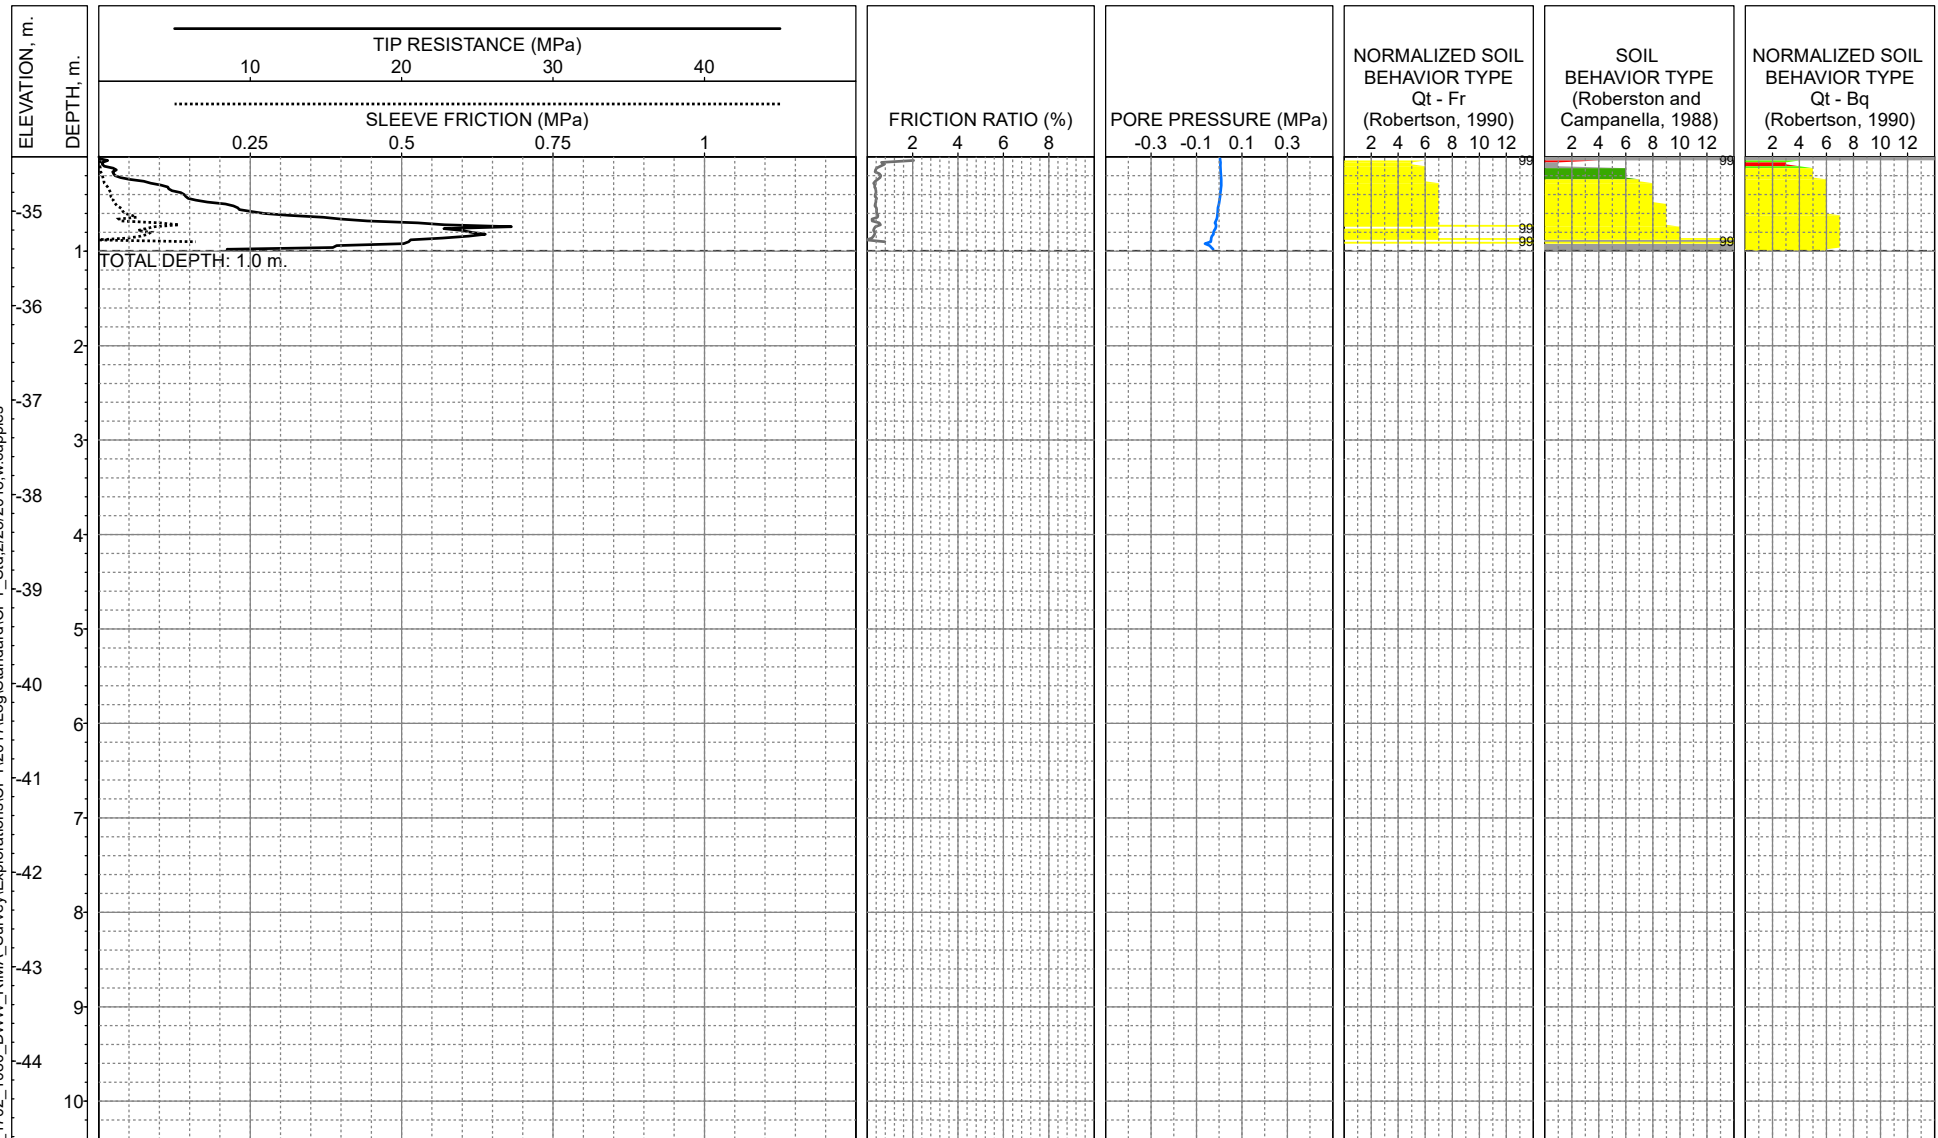 ELEVATION, m.
DEPTH, m.
TIP RESISTANCE (MPa)
10 20 30 40
SLEEVE FRICTION (MPa)
0.25 0.5 0.75 1
FRICTION RATIO (%)
2 4 6 8
PORE PRESSURE (MPa)
-0.3 -0.1 0.1 0.3
NORMALIZED SOIL
BEHAVIOR TYPE
Qt - Fr
(Robertson, 1990)
2 4 6 8 10 12
SOIL
BEHAVIOR TYPE
(Roberston and
Campanella, 1988)
2 4 6 8 10 12
NORMALIZED SOIL
BEHAVIOR TYPE
Qt - Bq
(Robertson, 1990)
2 4 6 8 10 12
99
99
-35
99
99
99
1
TOTAL DEPTH: 1.0 m.
-36
2
-37
3
-38
4
-39
5
-40
6
-41
7
-42
8
-43
9
-44
10